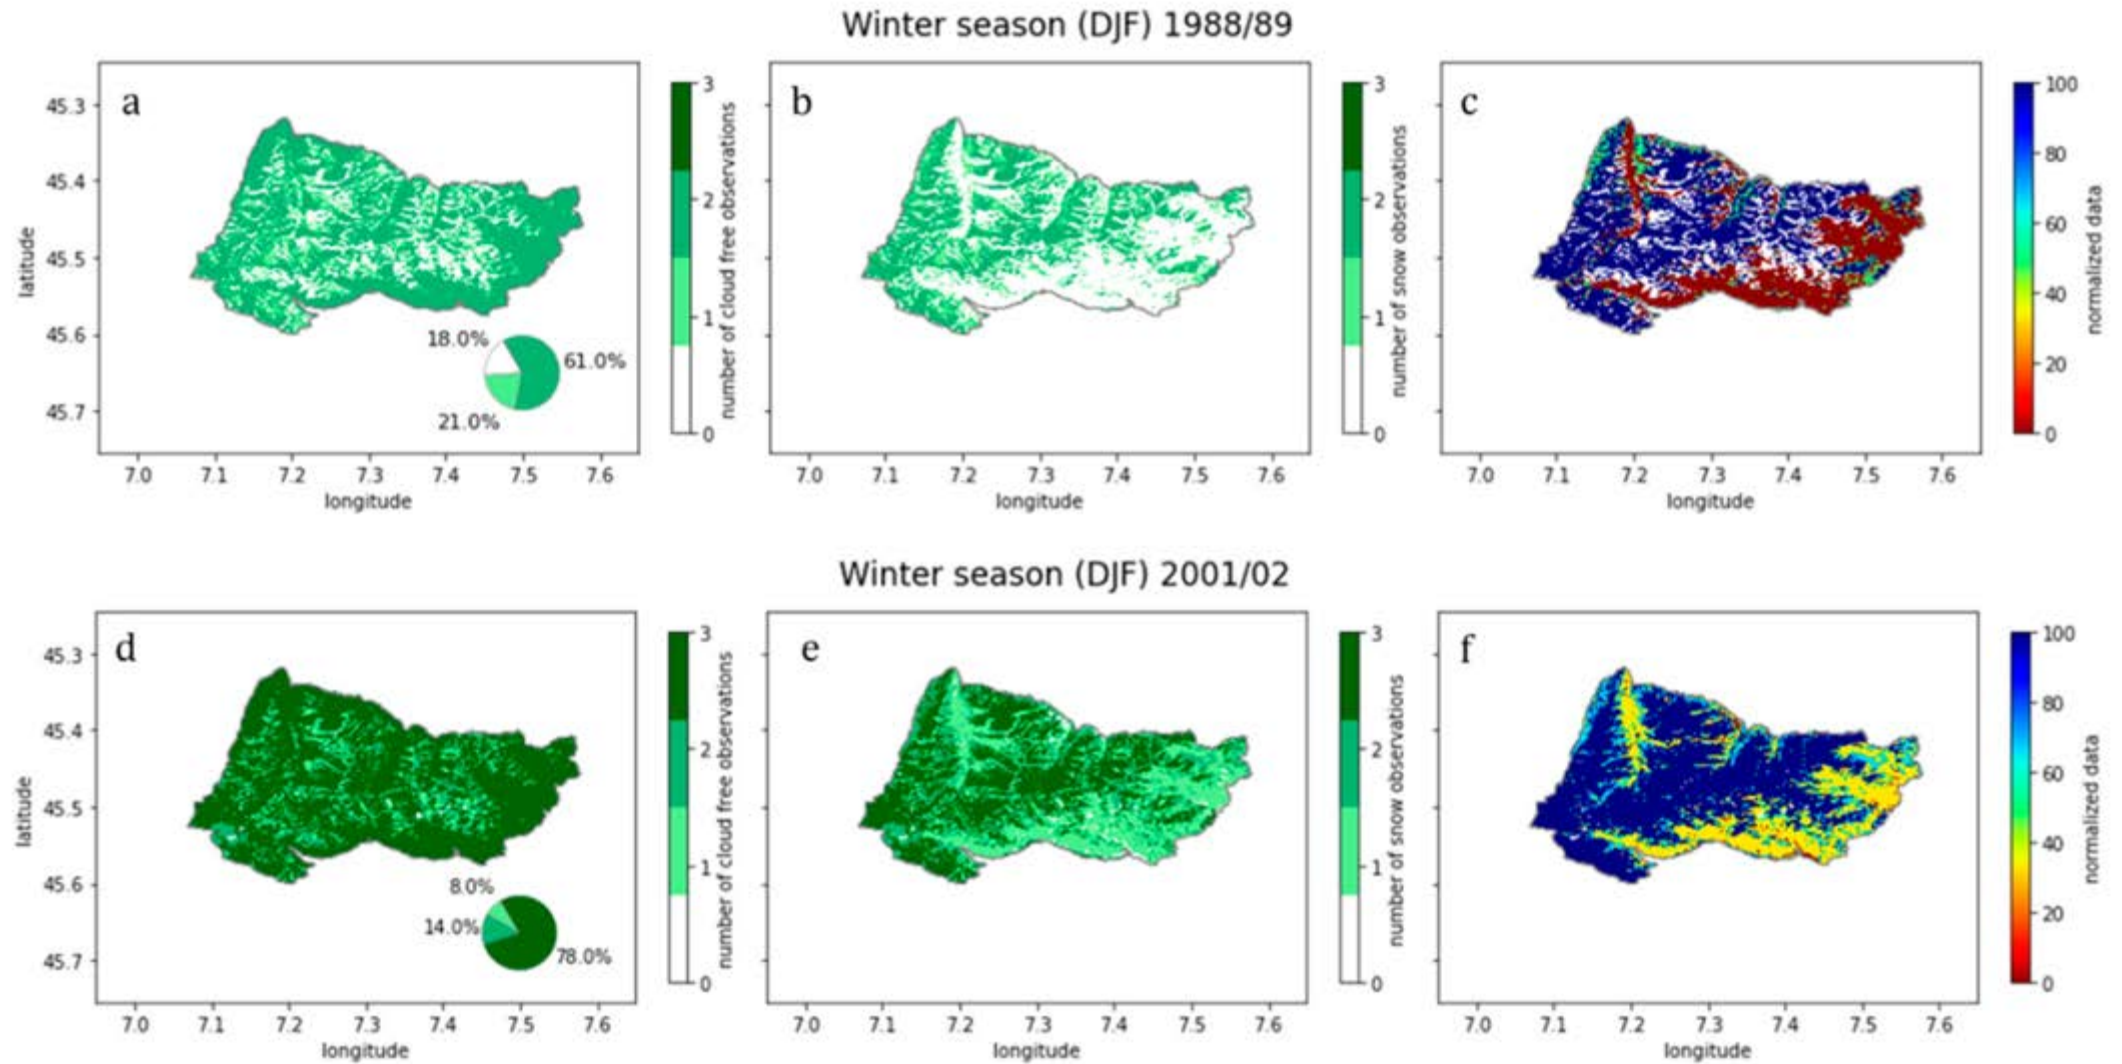 Winter season (DJF) 1988/89
a
45.3
45.4
45.5
45.6
45.7
latitude
7.0 7.1 7.2 7.3 7.4 7.5 7.6
longitude
18.0%
61.0%
21.0%
3
2
1
0
number of cloud free observations
b
7.0 7.1 7.2 7.3 7.4 7.5 7.6
longitude
3
2
1
0
number of snow observations
c
7.0 7.1 7.2 7.3 7.4 7.5 7.6
longitude
100
80
60
40
20
0
normalized data
Winter season (DJF) 2001/02
d
45.3
45.4
45.5
45.6
45.7
latitude
7.0 7.1 7.2 7.3 7.4 7.5 7.6
longitude
8.0%
14.0%
78.0%
3
2
1
0
number of cloud free observations
e
7.0 7.1 7.2 7.3 7.4 7.5 7.6
longitude
3
2
1
0
number of snow observations
f
7.0 7.1 7.2 7.3 7.4 7.5 7.6
longitude
100
80
60
40
20
0
normalized data